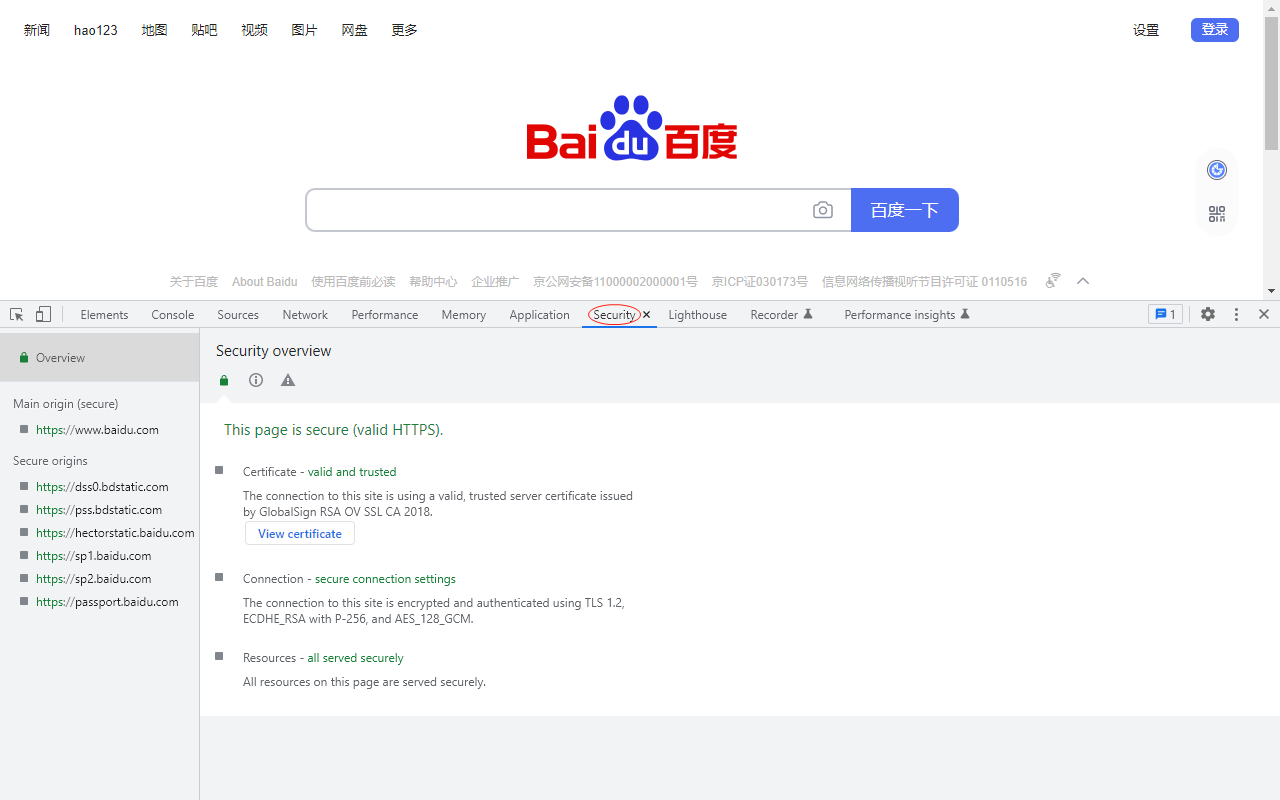 新闻 hao123 地图 贴吧 视频 图片 网盘 更多 设置 登录
Bai du 百度
百度一下
关于百度 About Baidu 使用百度前必读 帮助中心 企业推广 京公网安备11000002000001号 京ICP证030173号 信息网络传播视听节目许可证 0110516
Elements Console Sources Network Performance Memory Application Security Lighthouse Recorder Performance insights 1
Overview
Main origin (secure)
https://www.baidu.com
Secure origins
https://dss0.bdstatic.com
https://pss.bdstatic.com
https://hectorstatic.baidu.com
https://sp1.baidu.com
https://sp2.baidu.com
https://passport.baidu.com
Security overview
This page is secure (valid HTTPS).
Certificate - valid and trusted
The connection to this site is using a valid, trusted server certificate issued
by GlobalSign RSA OV SSL CA 2018.
View certificate
Connection - secure connection settings
The connection to this site is encrypted and authenticated using TLS 1.2,
ECDHE_RSA with P-256, and AES_128_GCM.
Resources - all served securely
All resources on this page are served securely.